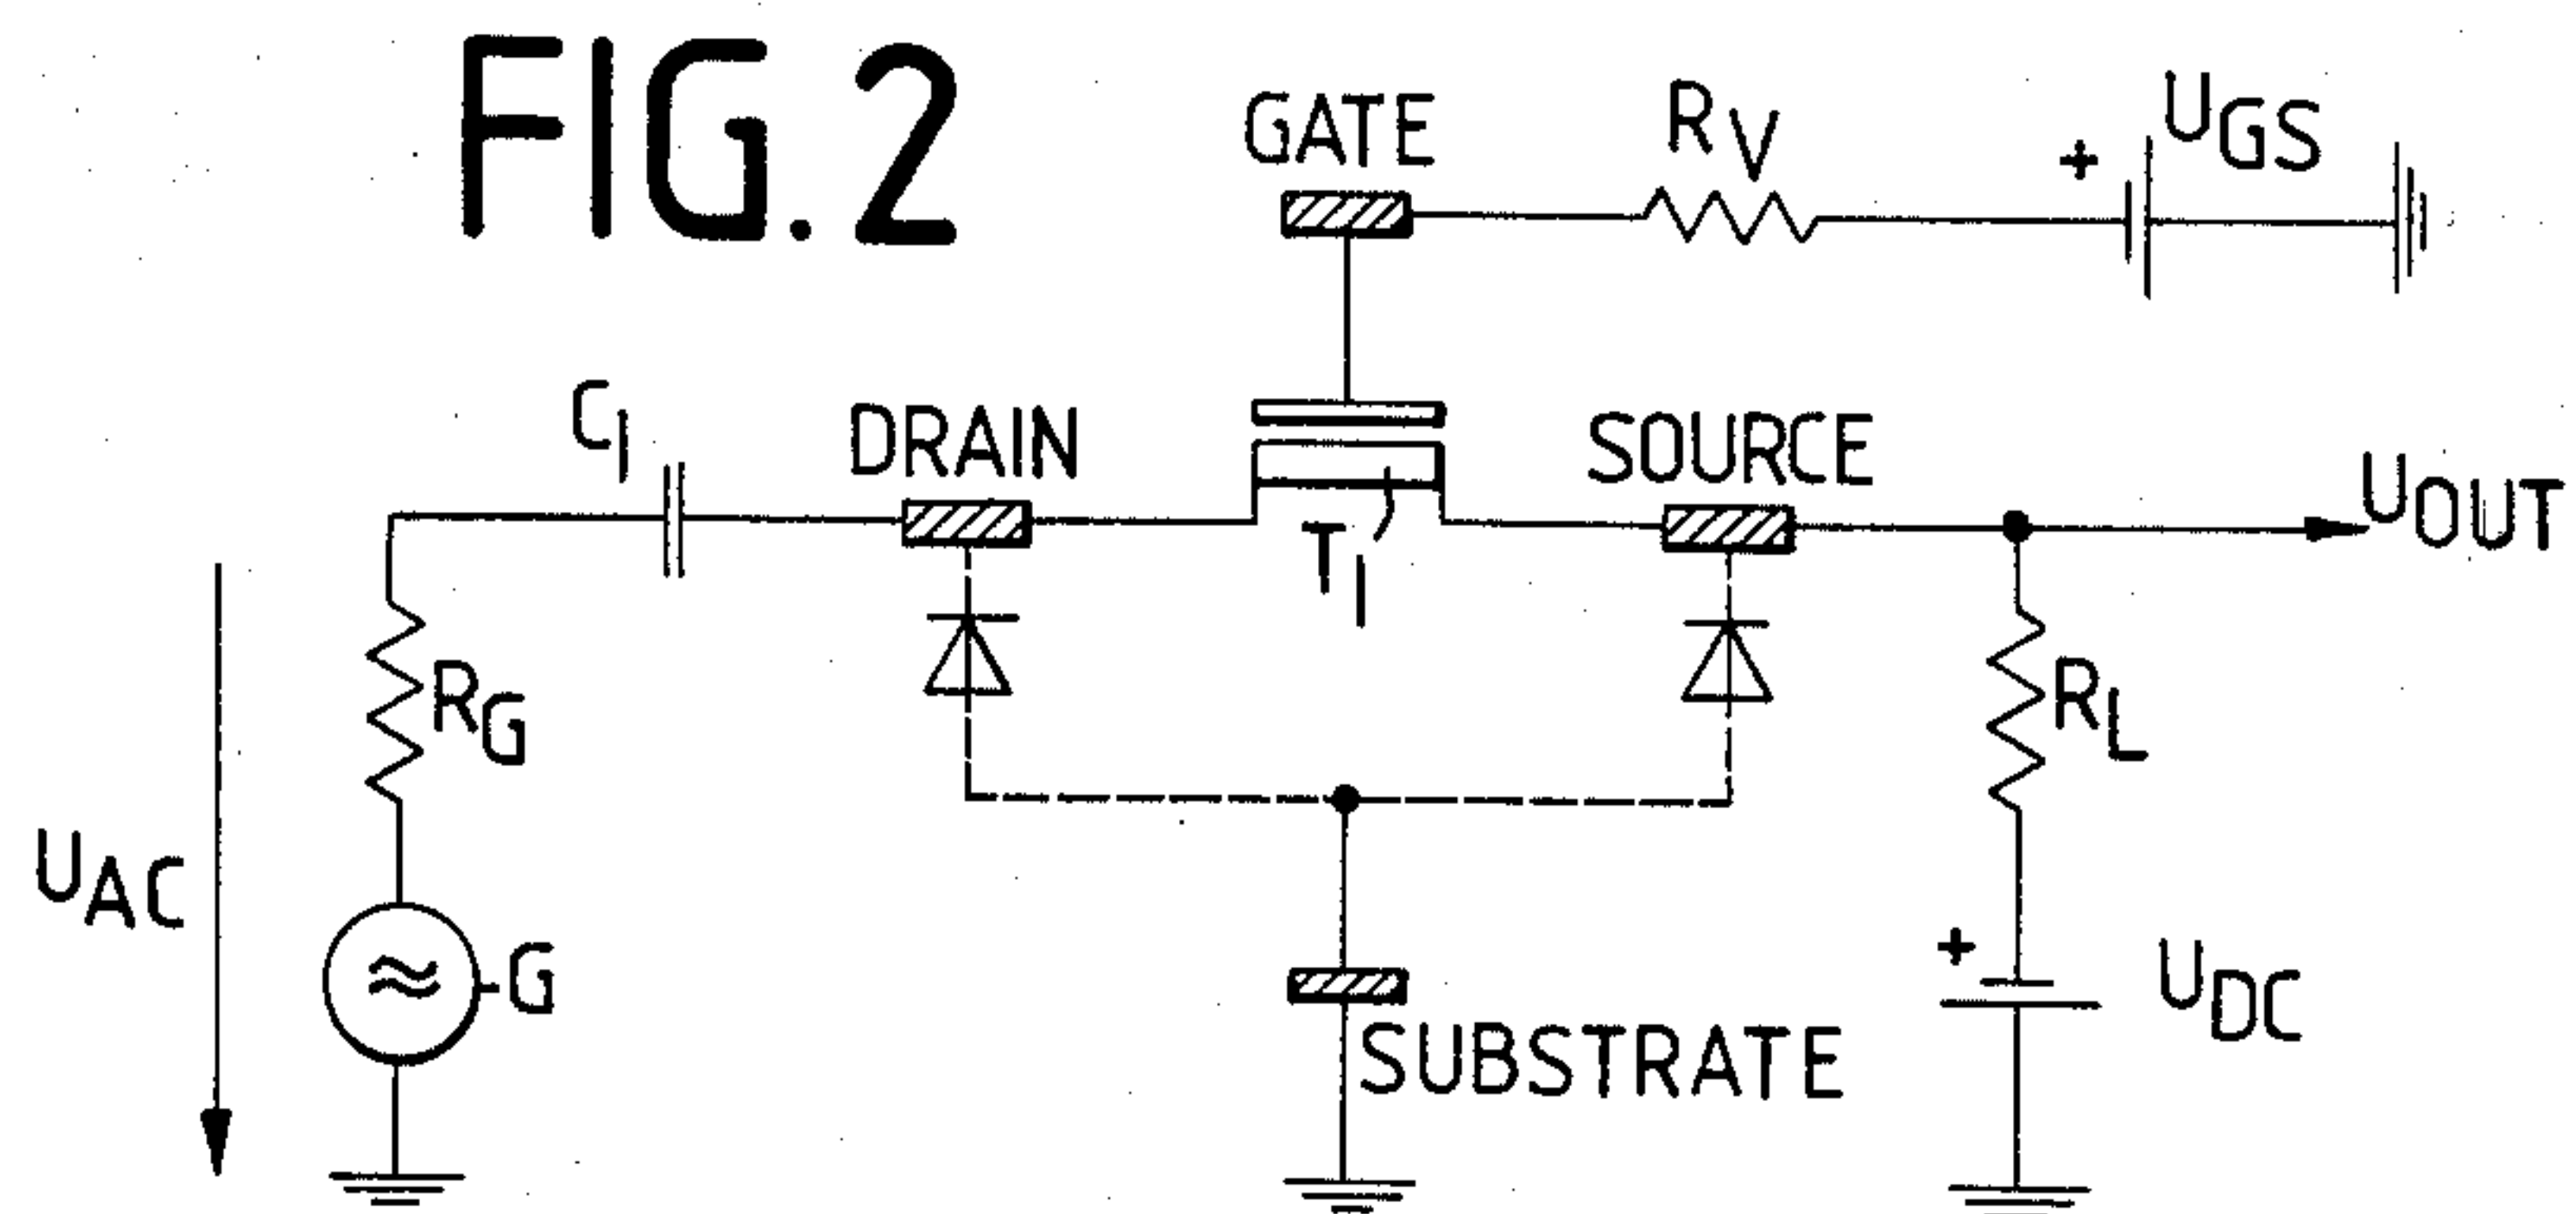 FIG. 2
GATE
RV
+
UGS
C1
DRAIN
SOURCE
UOUT
T1
RG
RL
UAC
≈
G
+
UDC
SUBSTRATE